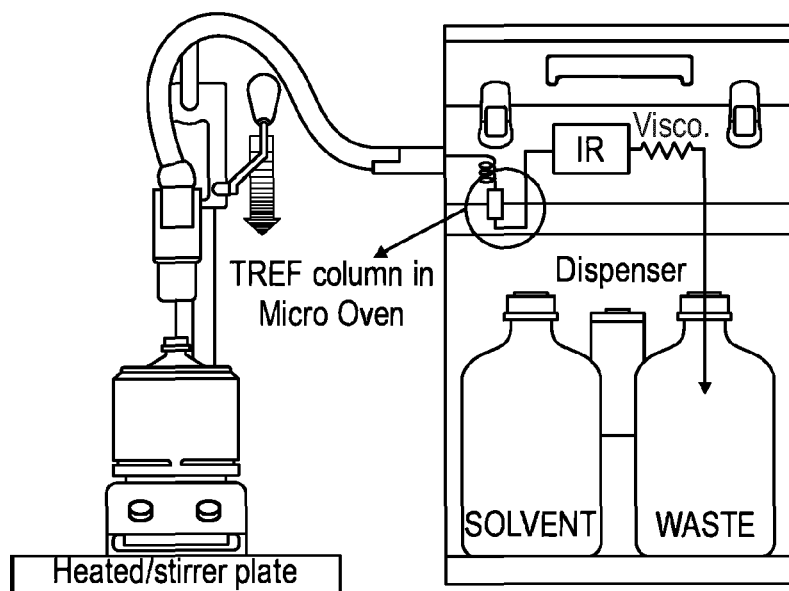 Visco.
IR
TREF column in
Micro Oven
Dispenser
SOLVENT
WASTE
Heated/stirrer plate